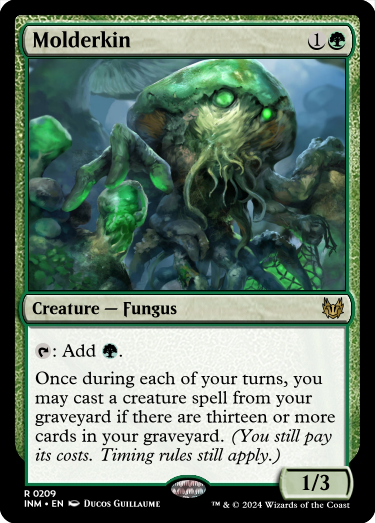 Molderkin 1
Creature — Fungus
: Add .
Once during each of your turns, you
may cast a creature spell from your
graveyard if there are thirteen or more
cards in your graveyard. (You still pay
its costs. Timing rules still apply.)
1/3
R 0209
INM • EN Ducos Guillaume
™ & © 2024 Wizards of the Coast